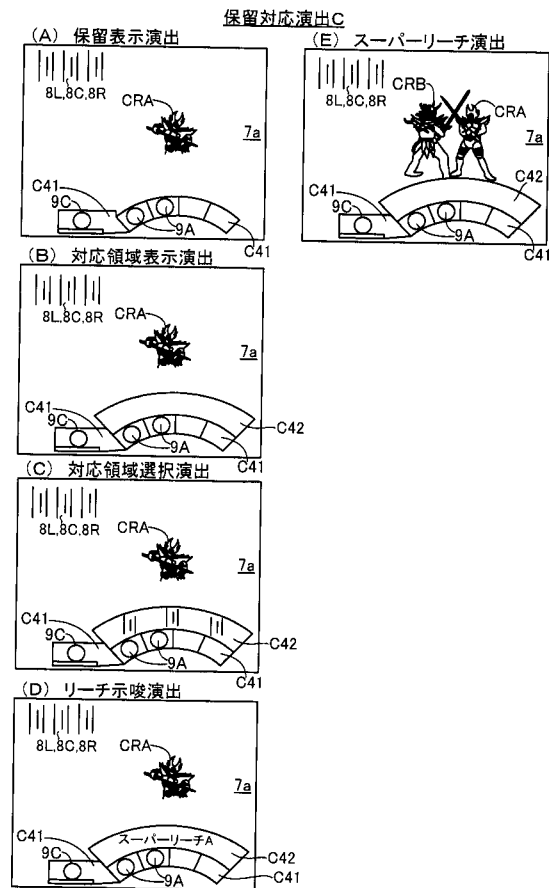 保留対応演出C
(A) 保留表示演出
8L,8C,8R
CRA
7a
C41
9C
9A
C41
(B) 対応領域表示演出
8L,8C,8R
CRA
7a
C41
9C
9A
C42
C41
(C) 対応領域選択演出
8L,8C,8R
CRA
7a
C41
9C
9A
C42
C41
(D) リーチ示唆演出
8L,8C,8R
CRA
7a
C41
9C
スーパーリーチA
9A
C42
C41
(E) スーパーリーチ演出
8L,8C,8R
CRB
CRA
7a
C41
9C
9A
C42
C41